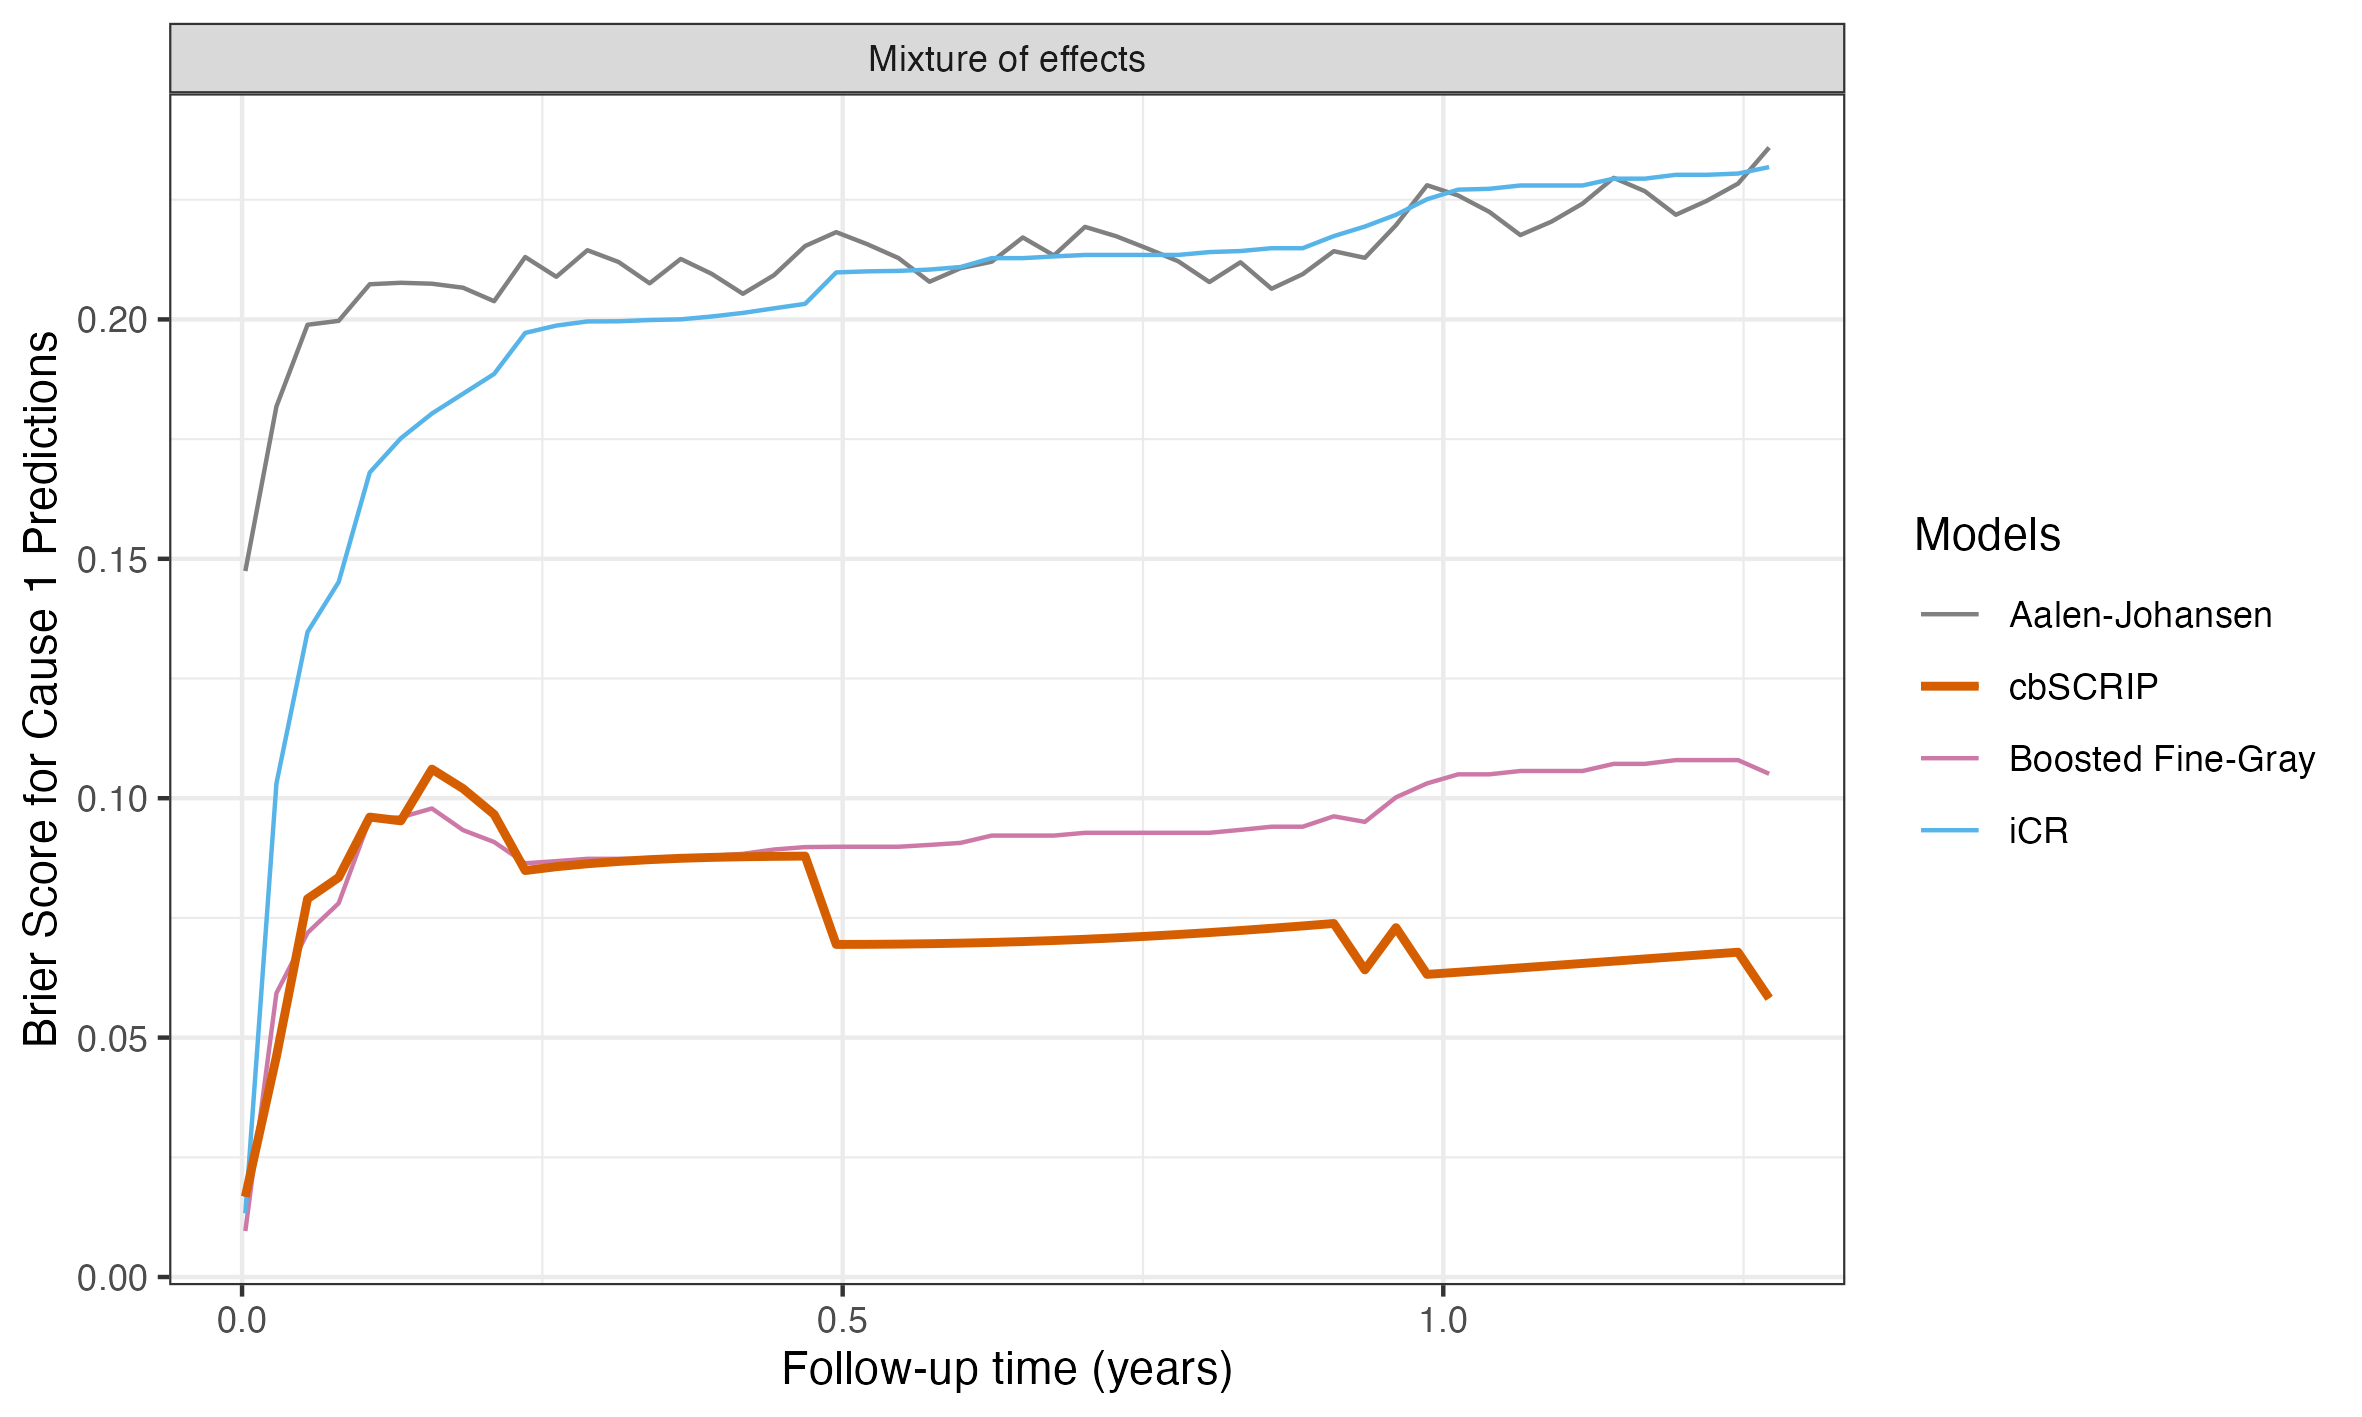 Mixture of effects
Brier Score for Cause 1 Predictions
0.20
0.15
0.10
0.05
0.00
0.0
0.5
1.0
Follow-up time (years)
Models
Aalen-Johansen
cbSCRIP
Boosted Fine-Gray
iCR